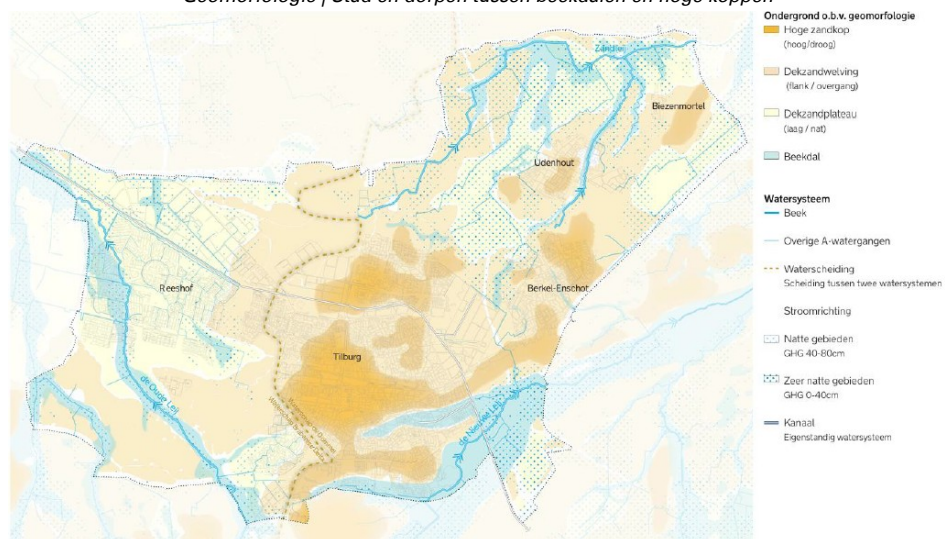 Geomorfologie | Stad en dorpen tussen beekdalen en hoge koppen
Ondergrond o.b.v. geomorfologie
Hoge zandkop
(hoog/droog)
Dekzandwelving
(flank / overgang)
Dekzandplateau
(laag / nat)
Beekdal
Watersysteem
Beek
Overige A-watergangen
Waterscheiding
Scheiding tussen twee watersystemen
Stroomrichting
Natte gebieden
GHG 40-80cm
Zeer natte gebieden
GHG 0-40cm
Kanaal
Eigenstandig watersysteem
Zandleij
Biezenmortel
Udenhout
Reeshof
Berkel-Enschot
Tilburg
de Oude Leij
de Nieuwe Leij